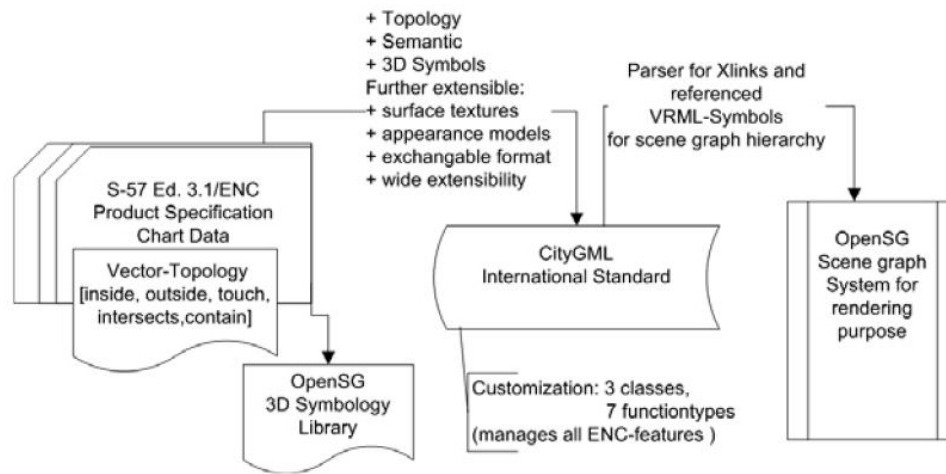 + Topology
+ Semantic
+ 3D Symbols
Further extensible:
+ surface textures
+ appearance models
+ exchangable format
+ wide extensibility
Parser for Xlinks and
referenced
VRML-Symbols
for scene graph hierarchy
S-57 Ed. 3.1/ENC
Product Specification
Chart Data
Vector-Topology
[inside, outside, touch,
intersects,contain]
OpenSG
3D Symbology
Library
CityGML
International Standard
Customization: 3 classes,
7 functiontypes
(manages all ENC-features )
OpenSG
Scene graph
System for
rendering
purpose